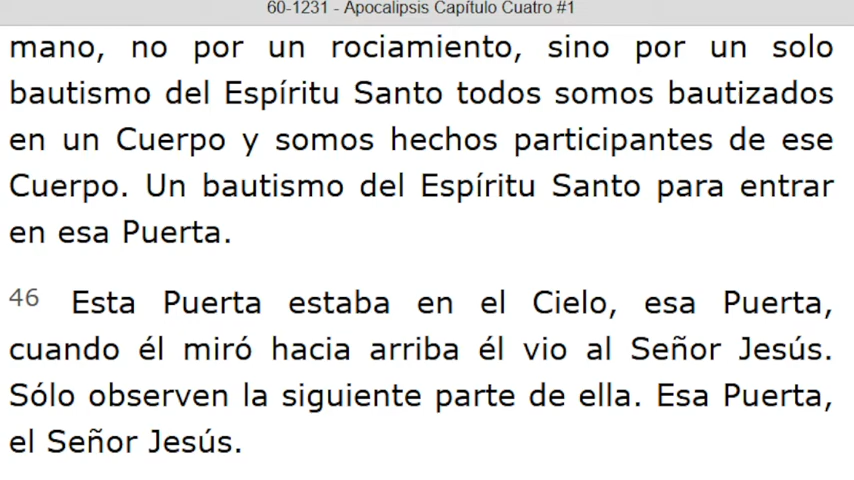 60-1231 - Apocalipsis Capítulo Cuatro #1
mano, no por un rociamiento, sino por un solo
bautismo del Espíritu Santo todos somos bautizados
en un Cuerpo y somos hechos participantes de ese
Cuerpo. Un bautismo del Espíritu Santo para entrar
en esa Puerta.
46 Esta Puerta estaba en el Cielo, esa Puerta,
cuando él miró hacia arriba él vio al Señor Jesús.
Sólo observen la siguiente parte de ella. Esa Puerta,
el Señor Jesús.